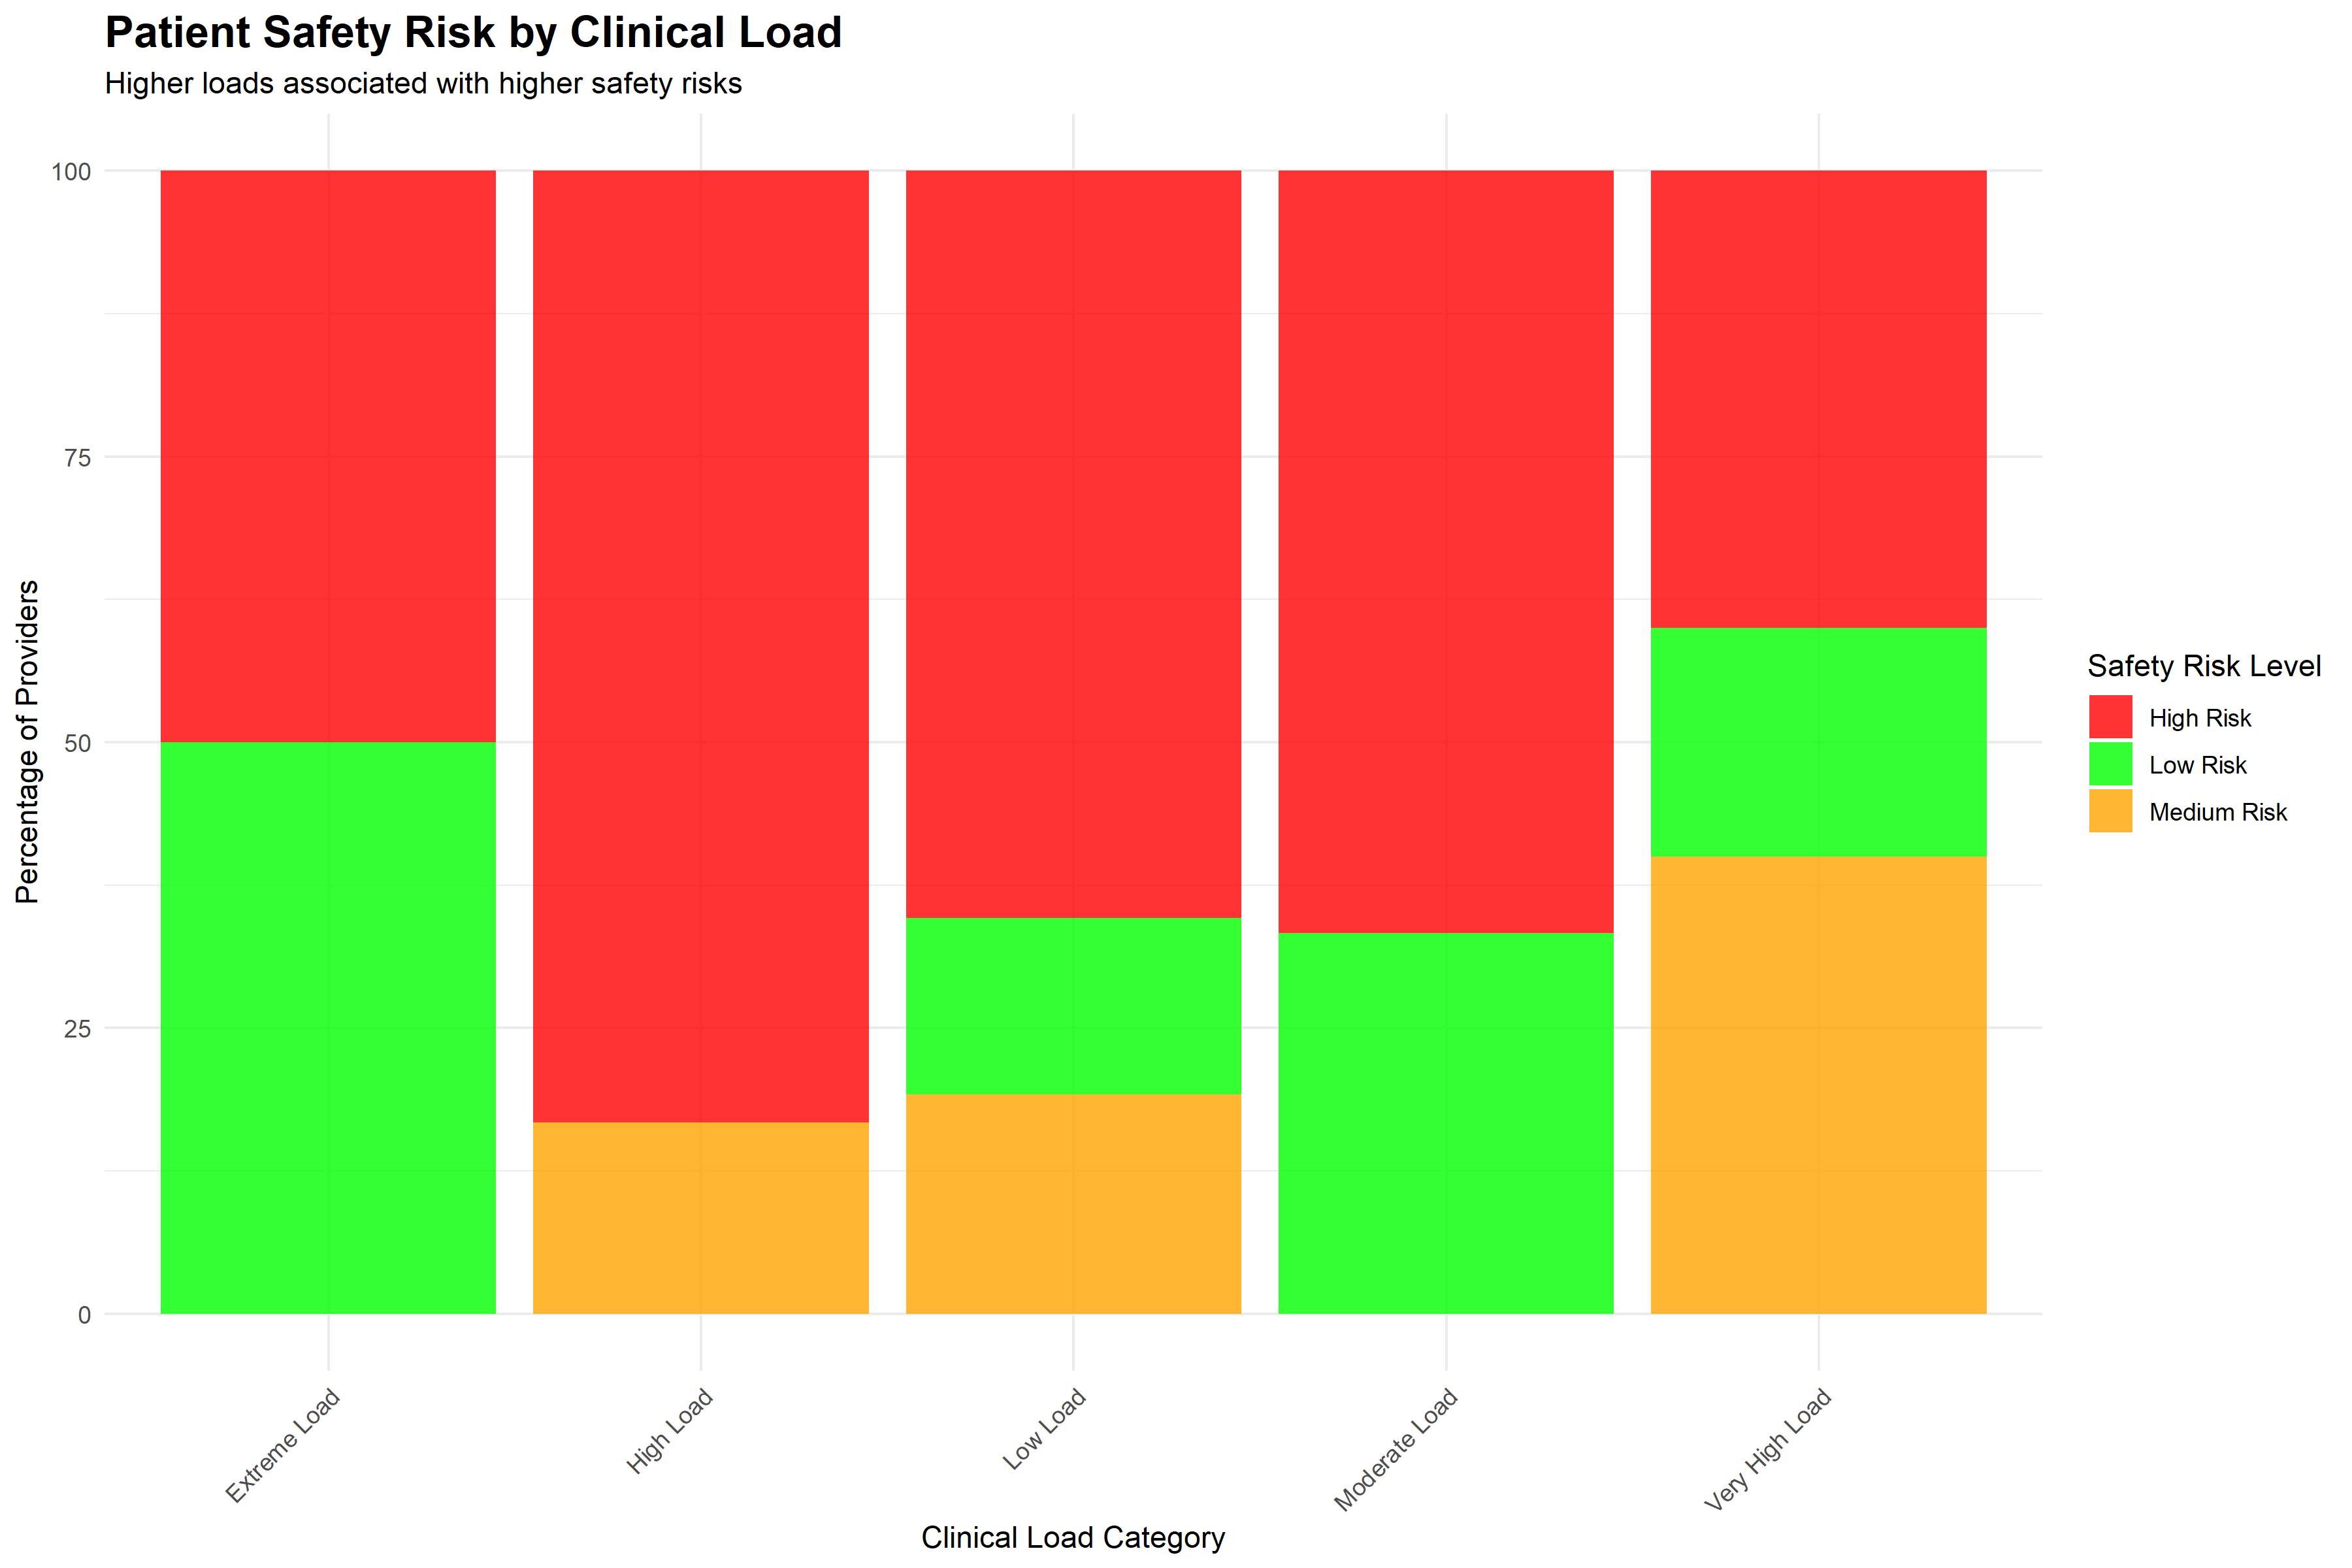 Patient Safety Risk by Clinical Load
Higher loads associated with higher safety risks
Percentage of Providers
100
75
50
25
0
Extreme Load
High Load
Low Load
Moderate Load
Very High Load
Clinical Load Category
Safety Risk Level
High Risk
Low Risk
Medium Risk